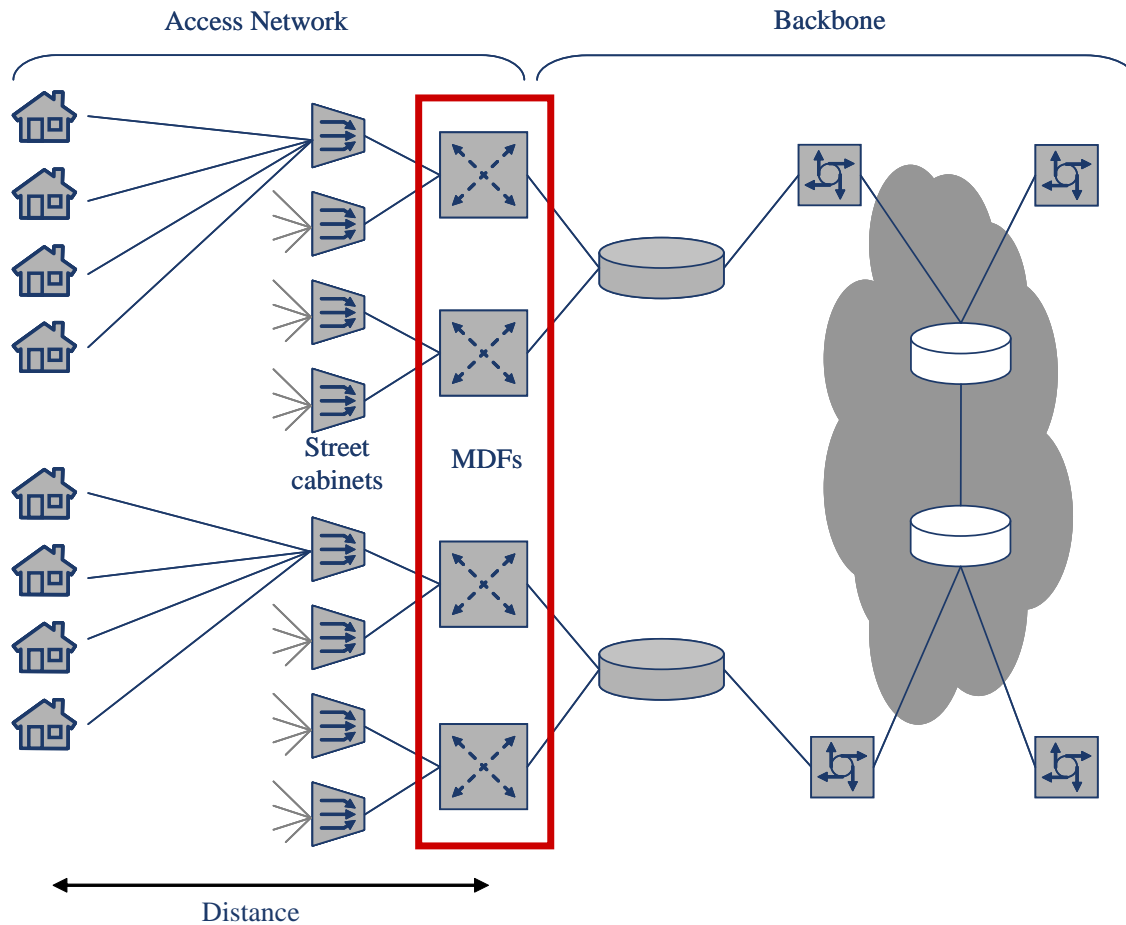 Access Network
Backbone
Street
cabinets
MDFs
Distance